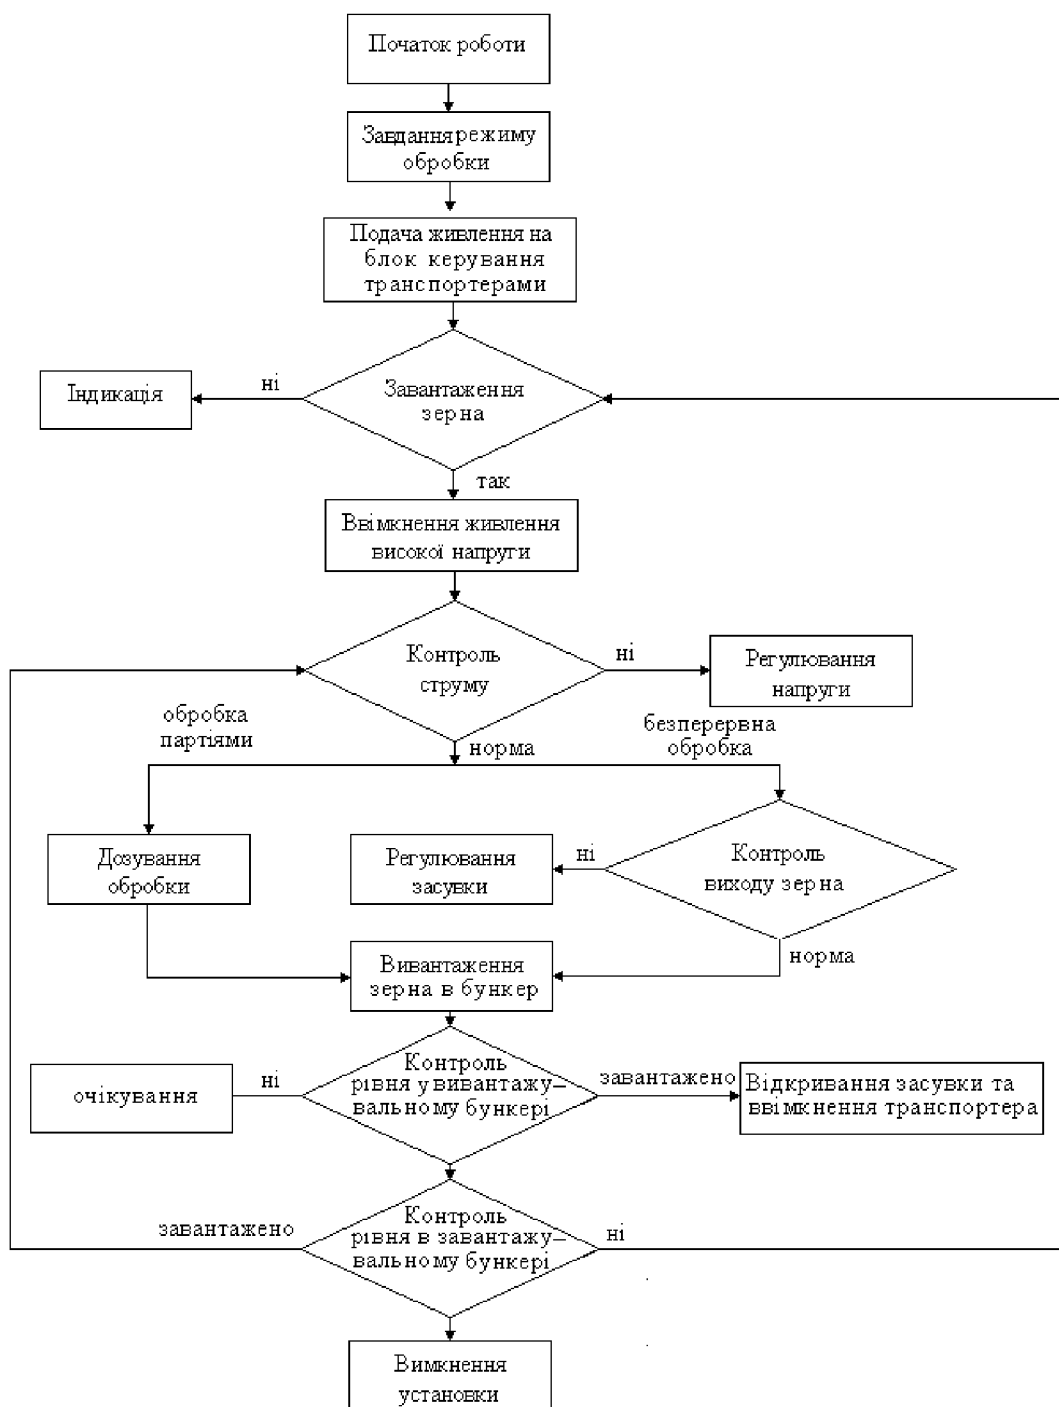 Початок роботи
Завдання режиму
обробки
Подача живлення на
блок керування
транспортерами
Завантаження
зерна
ні
Індикація
так
Ввімкнення живлення
високої напруги
Контроль
струму
ні
Регулювання
напруги
обробка
партіями
норма
безперервна
обробка
Дозування
обробки
Регулювання
засувки
ні
Контроль
виходу зерна
норма
Вивантаження
зерна в бункер
Контроль
рівня у вивантажу–
вальному бункері
ні
очікування
завантажено
Відкривання засувки та
ввімкнення транспортера
Контроль
рівня в завантажу–
вальному бункері
завантажено
ні
Вимкнення
установки